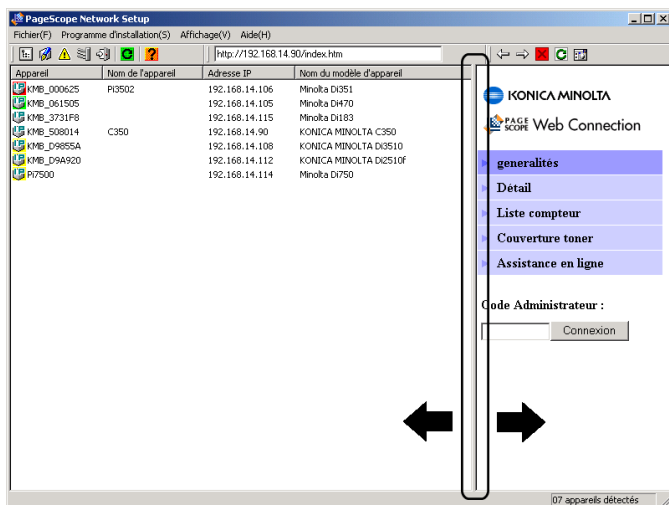 PageScope Network Setup
Fichier(F) Programme d'installation(S) Affichage(V) Aide(H)
http://192.168.14.90/index.htm
Appareil Nom de l'appareil Adresse IP Nom du modèle d'appareil
KMB_000625 Pi3502 192.168.14.106 Minolta Di351
KMB_061505 192.168.14.105 Minolta Di470
KMB_3731F8 192.168.14.115 Minolta Di183
KMB_508014 C350 192.168.14.90 KONICA MINOLTA C350
KMB_D9855A 192.168.14.108 KONICA MINOLTA Di3510
KMB_D9A920 192.168.14.112 KONICA MINOLTA Di2510f
Pi7500 192.168.14.114 Minolta Di750
KONICA MINOLTA
PAGE SCOPE Web Connection
generalités
Détail
Liste compteur
Couverture toner
Assistance en ligne
Code Administrateur :
Connexion
07 appareils détectés